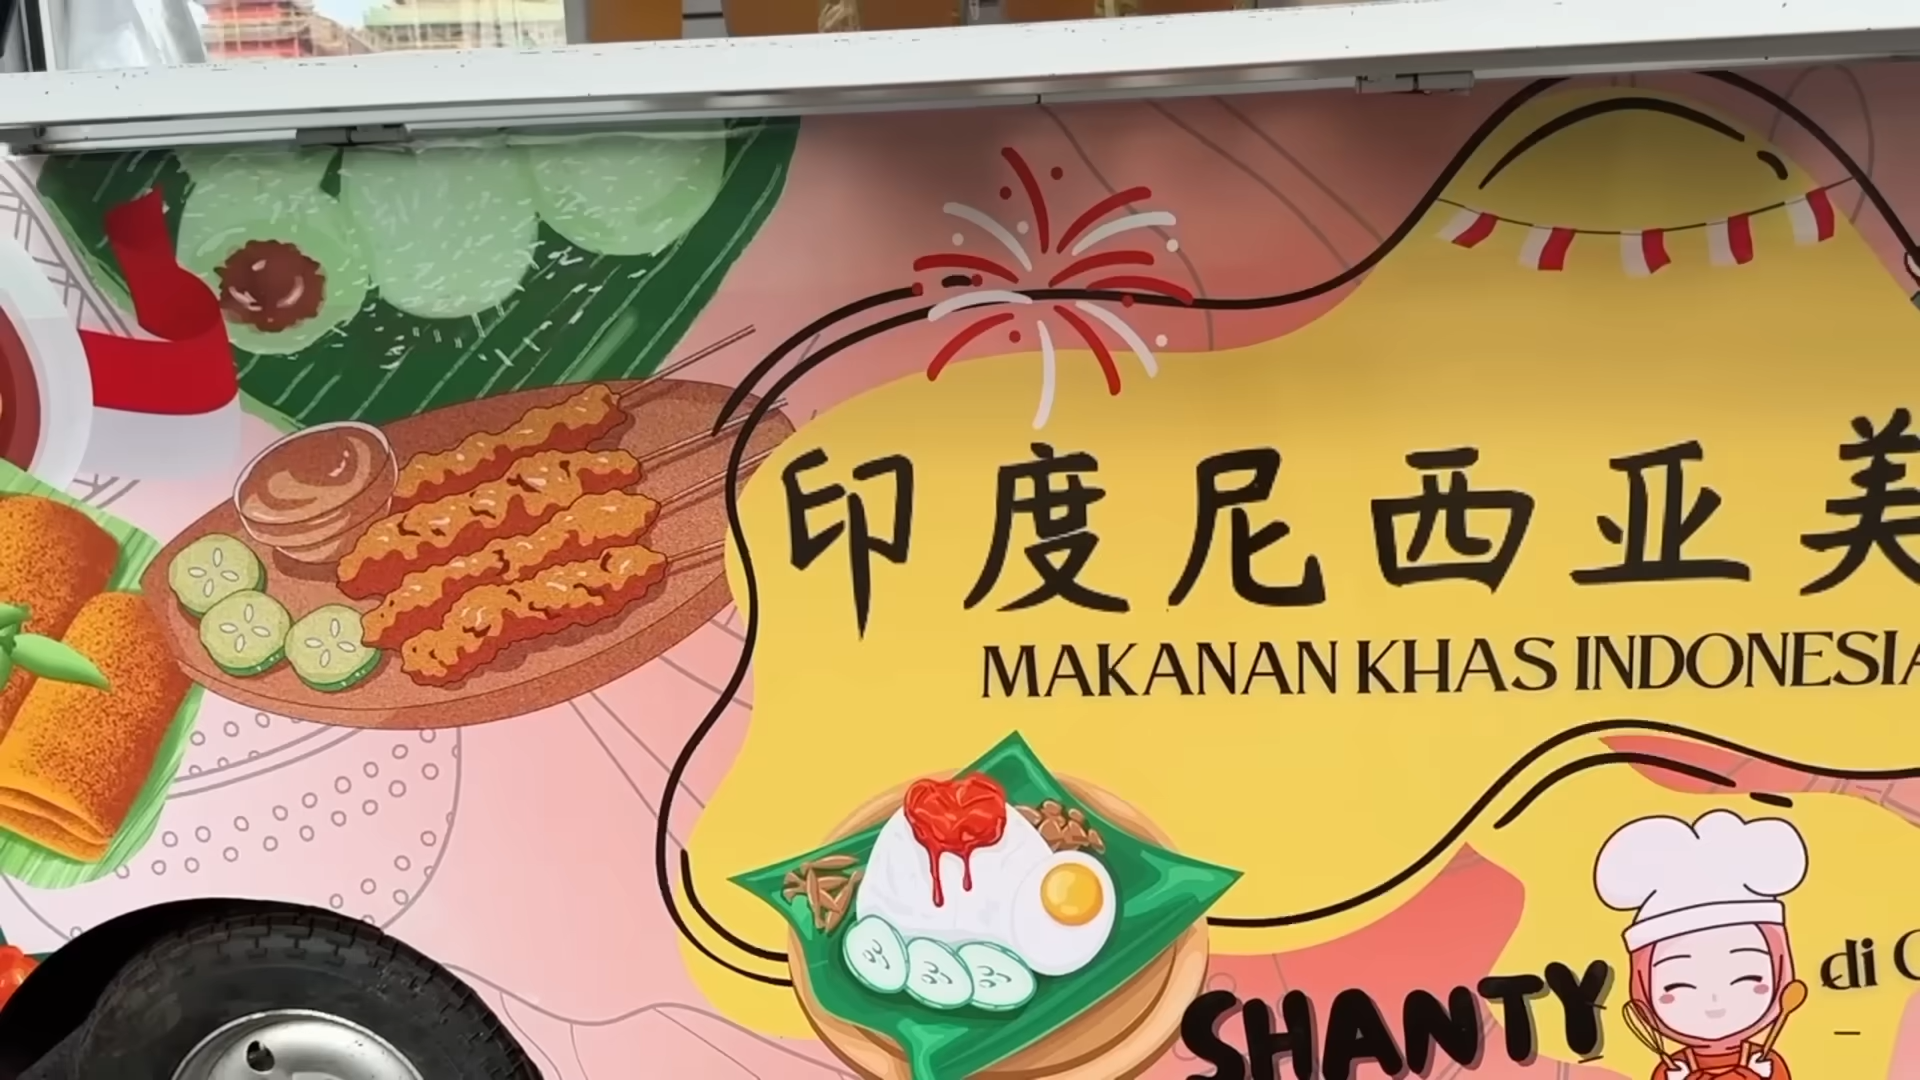 印度尼西亚美
MAKANAN KHAS INDONESIA
SHANTY
di